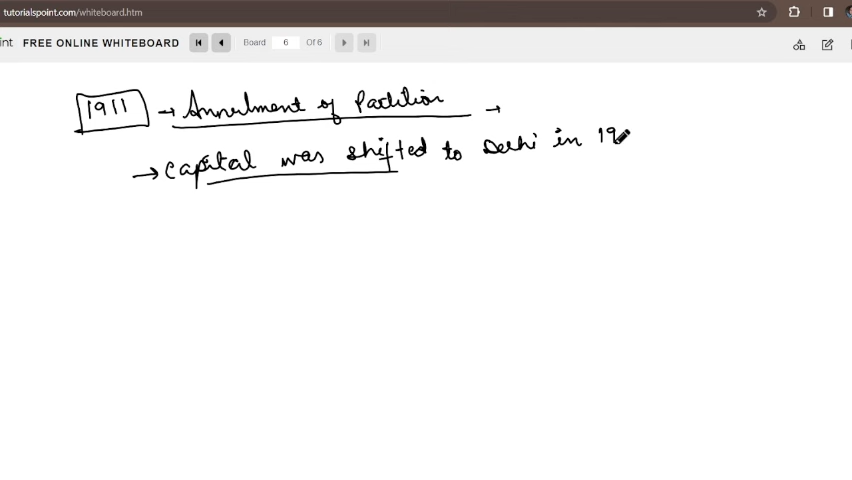 tutorialspoint.com/whiteboard.htm
int FREE ONLINE WHITEBOARD Board 6 Of 6
1911 → Annulment of Partition →
→ Capital was shifted to Delhi in 19